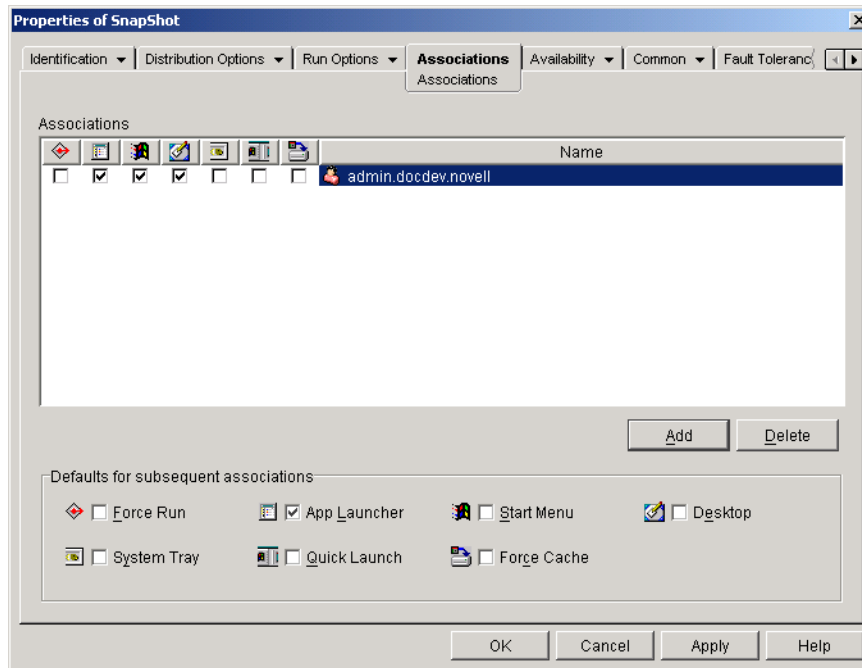 Properties of SnapShot
Identification Distribution Options Run Options Associations Availability Common Fault Toleranc
Associations
Associations
Name
admin.docdev.novell
Add Delete
Defaults for subsequent associations
Force Run App Launcher Start Menu Desktop
System Tray Quick Launch Force Cache
OK Cancel Apply Help